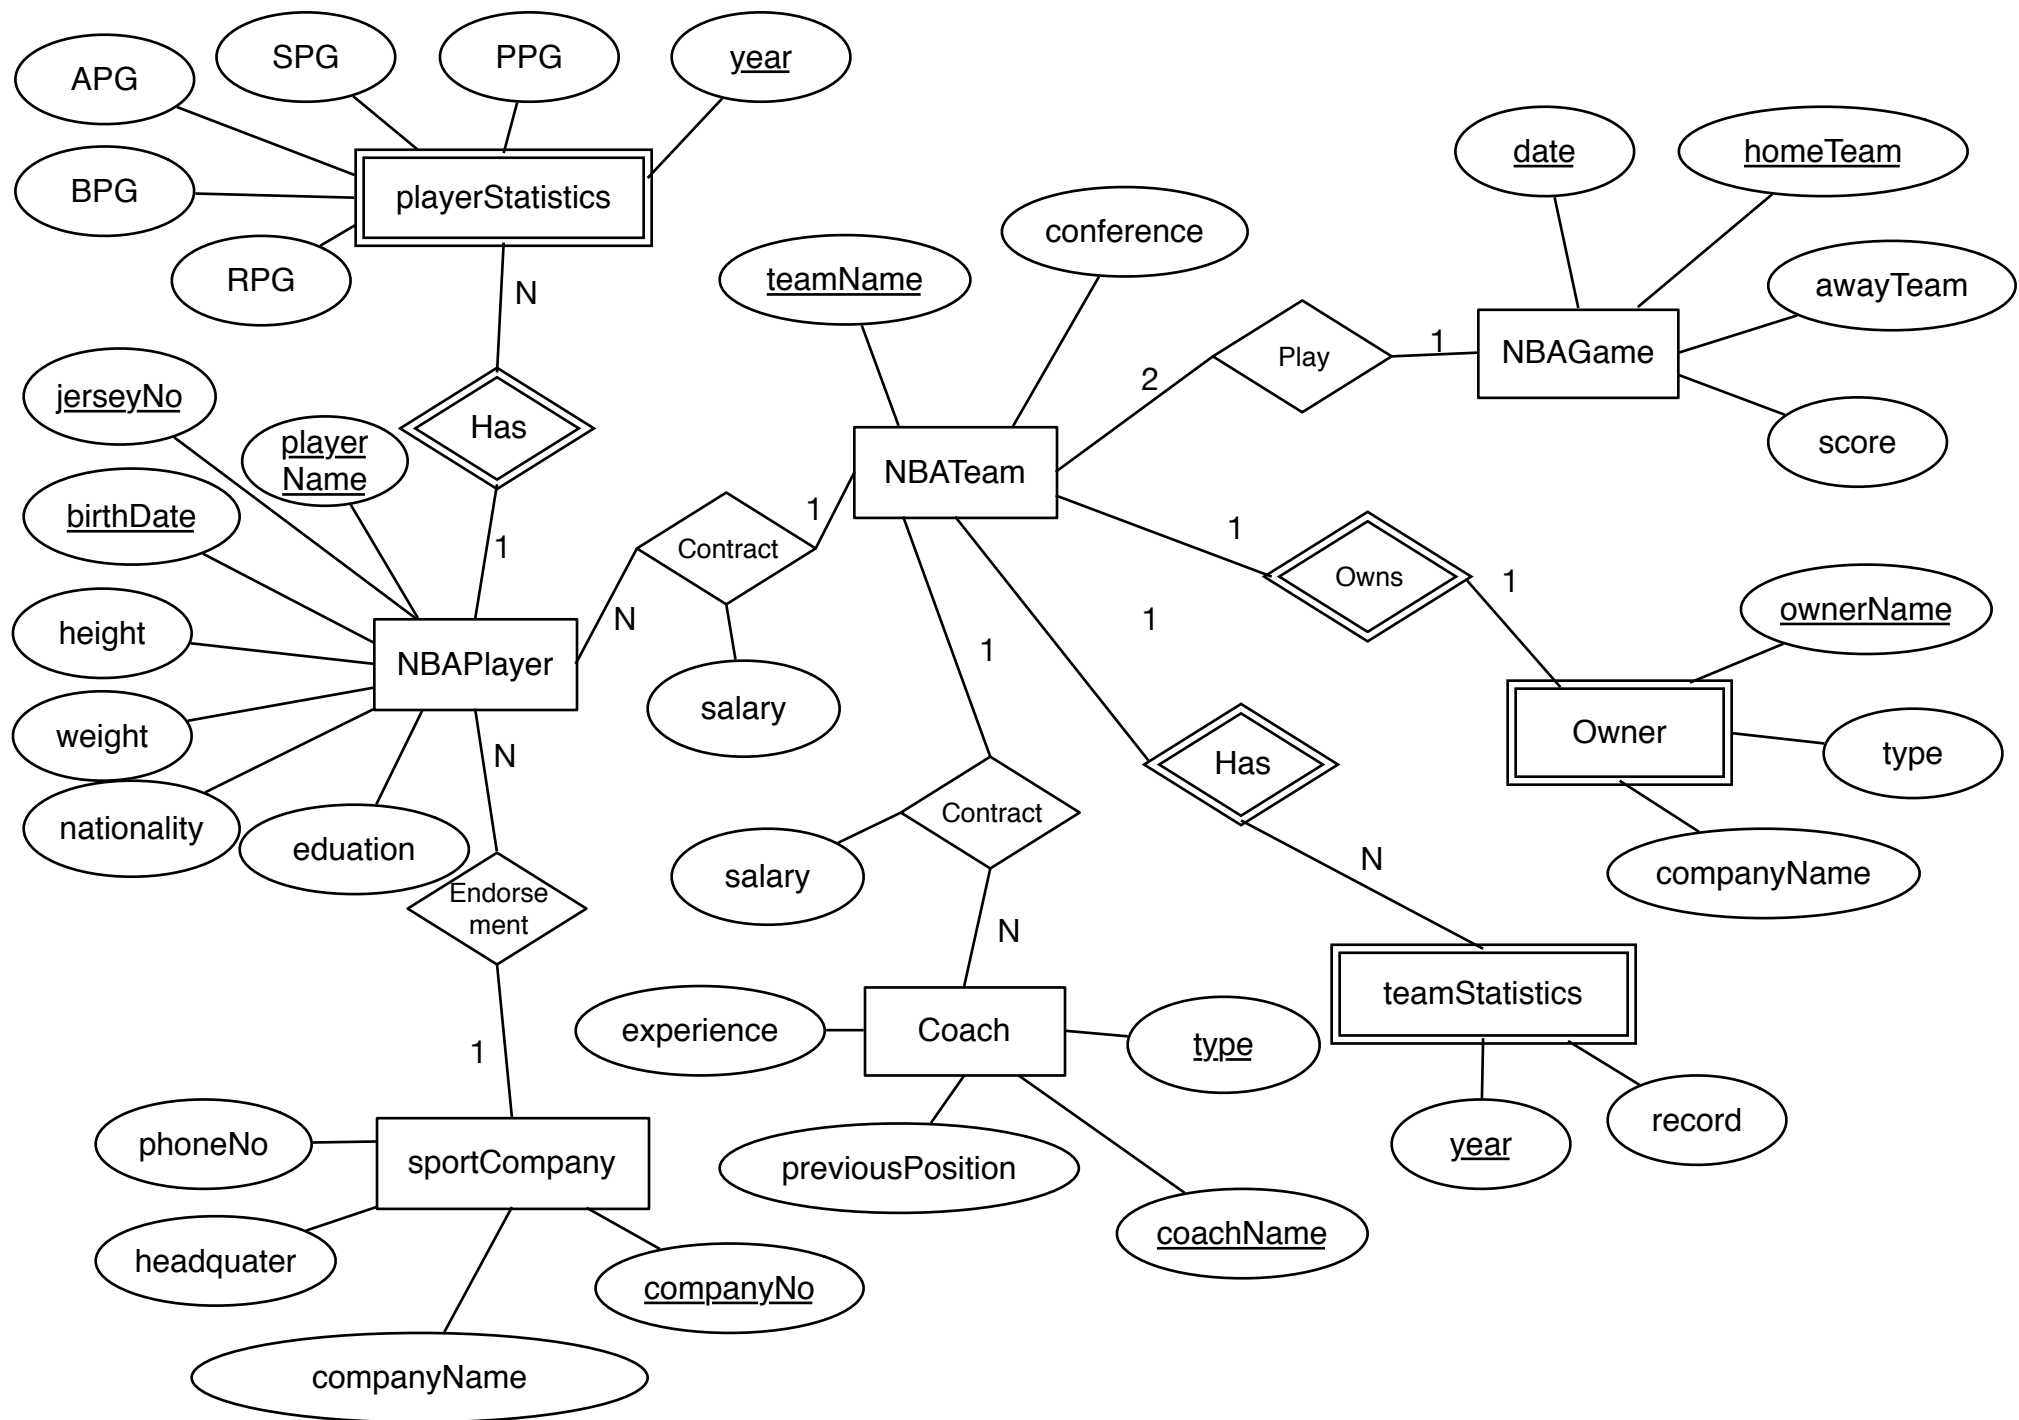 SPG
PPG
year
APG
date
homeTeam
BPG
playerStatistics
conference
RPG
N
teamName
awayTeam
1
Play
NBAGame
2
jerseyNo
Has
player
Name
score
NBATeam
birthDate
1
1
1
Contract
Owns
1
N
1
ownerName
height
NBAPlayer
1
salary
weight
N
Owner
type
Has
nationality
eduation
Contract
Endorse
ment
salary
N
companyName
N
teamStatistics
experience
Coach
type
1
phoneNo
sportCompany
previousPosition
year
record
headquater
coachName
companyNo
companyName